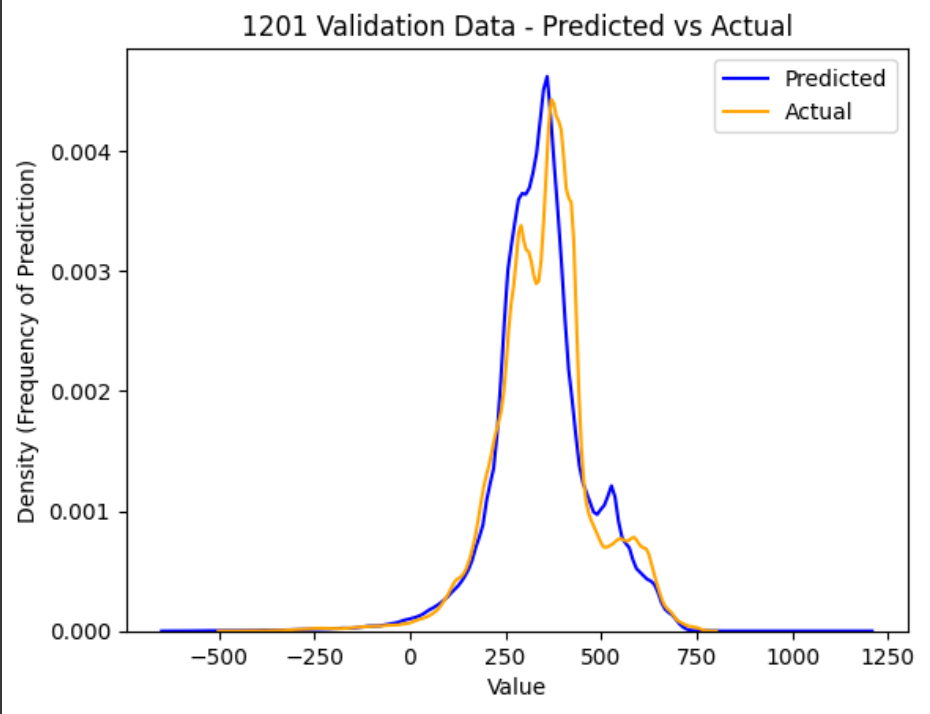 1201 Validation Data - Predicted vs Actual
Predicted
Actual
Density (Frequency of Prediction)
0.004
0.003
0.002
0.001
0.000
−500
−250
0
250
500
750
1000
1250
Value